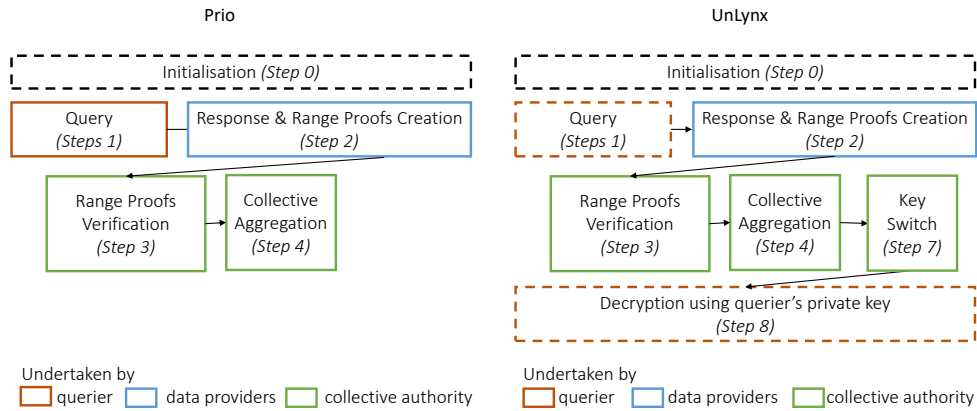 Prio
Initialisation (Step 0)
Query
(Steps 1)
Response & Range Proofs Creation
(Step 2)
Range Proofs
Verification
(Step 3)
Collective
Aggregation
(Step 4)
Undertaken by
querier
data providers
collective authority
UnLynx
Initialisation (Step 0)
Query
(Steps 1)
Response & Range Proofs Creation
(Step 2)
Range Proofs
Verification
(Step 3)
Collective
Aggregation
(Step 4)
Key
Switch
(Step 7)
Decryption using querier's private key
(Step 8)
Undertaken by
querier
data providers
collective authority